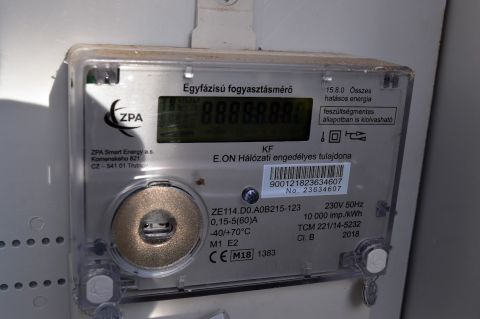 Egyfázisú fogyasztásmérő
15.8.0 Összes
hatásos energia
feszültségmentes
állapotban is kiolvasható
ZPA
ZPA Smart Energy a.s.
Komenského 821
CZ – 541 01 Trutnov
KF
E.ON Hálózati engedélyes tulajdona
900121823634607
No. 23634607
ZE114.D0.A0B215-123
0,15-5(60)A
-40/+70°C
M1 E2
CE M18 1383
230V 50Hz
10 000 imp./kWh
TCM 221/14-5232
Cl. B 2018